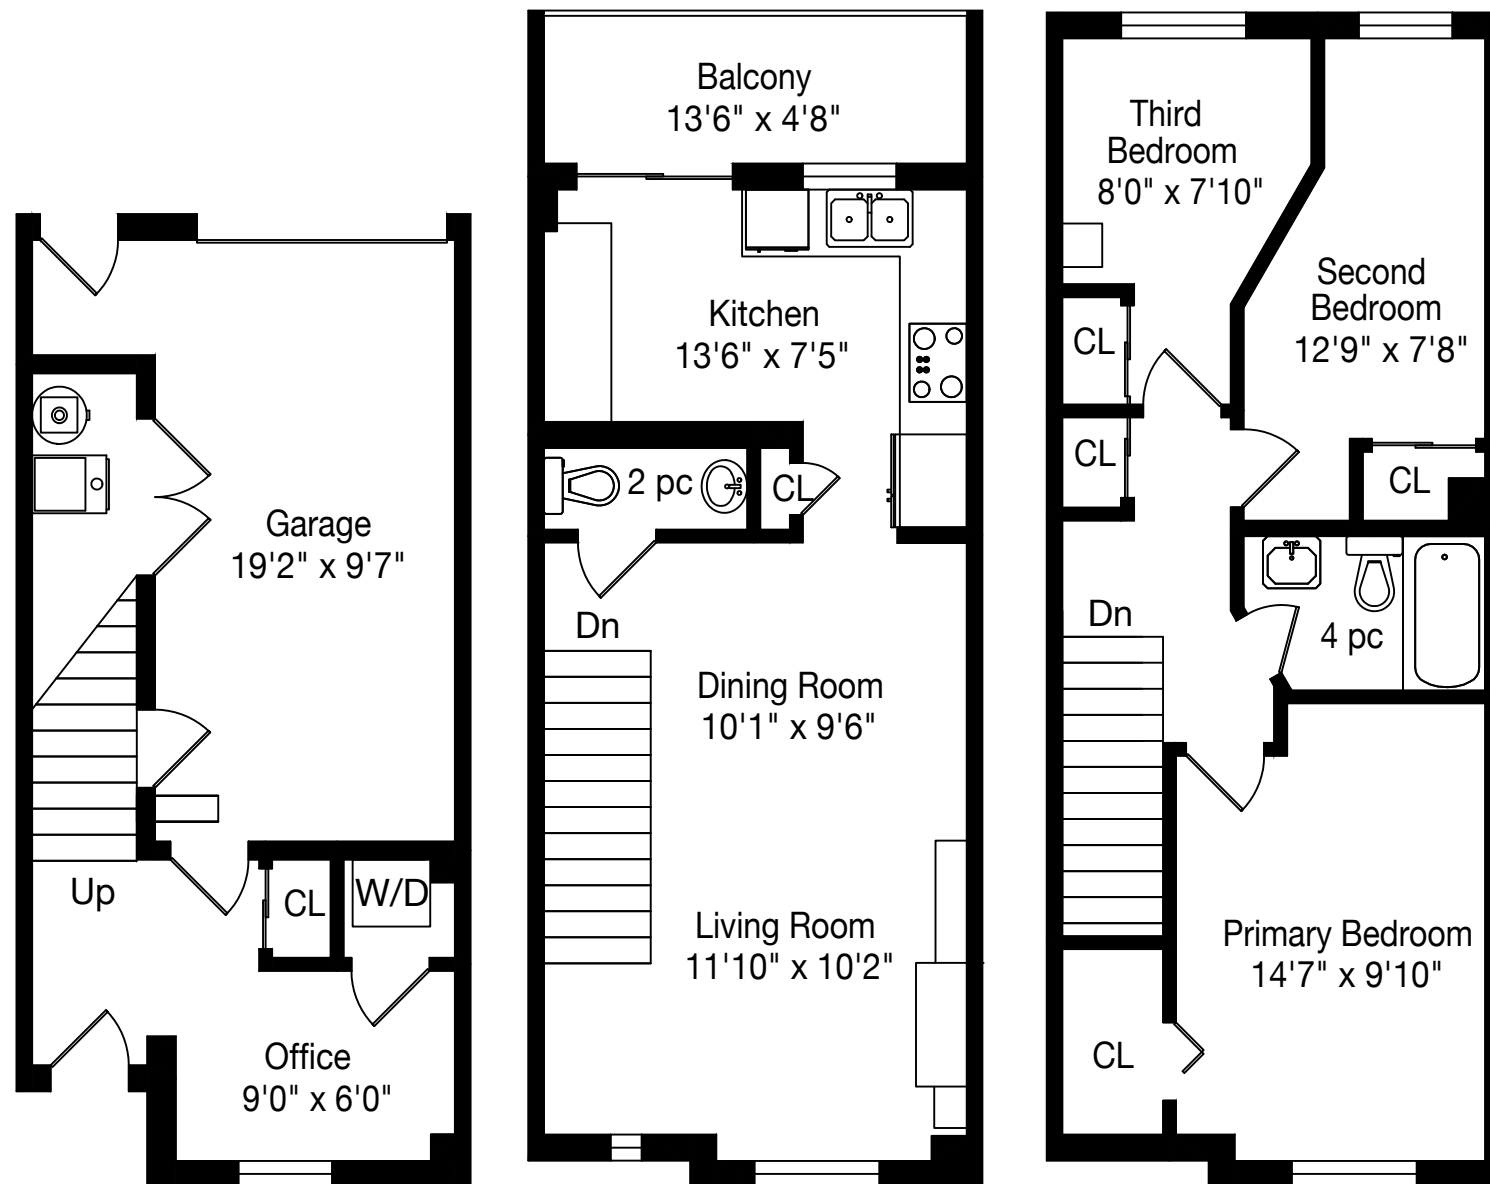 Garage
19'2" x 9'7"
Up
CL
W/D
Office
9'0" x 6'0"
Balcony
13'6" x 4'8"
Kitchen
13'6" x 7'5"
2 pc
CL
Dn
Dining Room
10'1" x 9'6"
Living Room
11'10" x 10'2"
Third
Bedroom
8'0" x 7'10"
Second
Bedroom
12'9" x 7'8"
CL
CL
CL
Dn
4 pc
Primary Bedroom
14'7" x 9'10"
CL